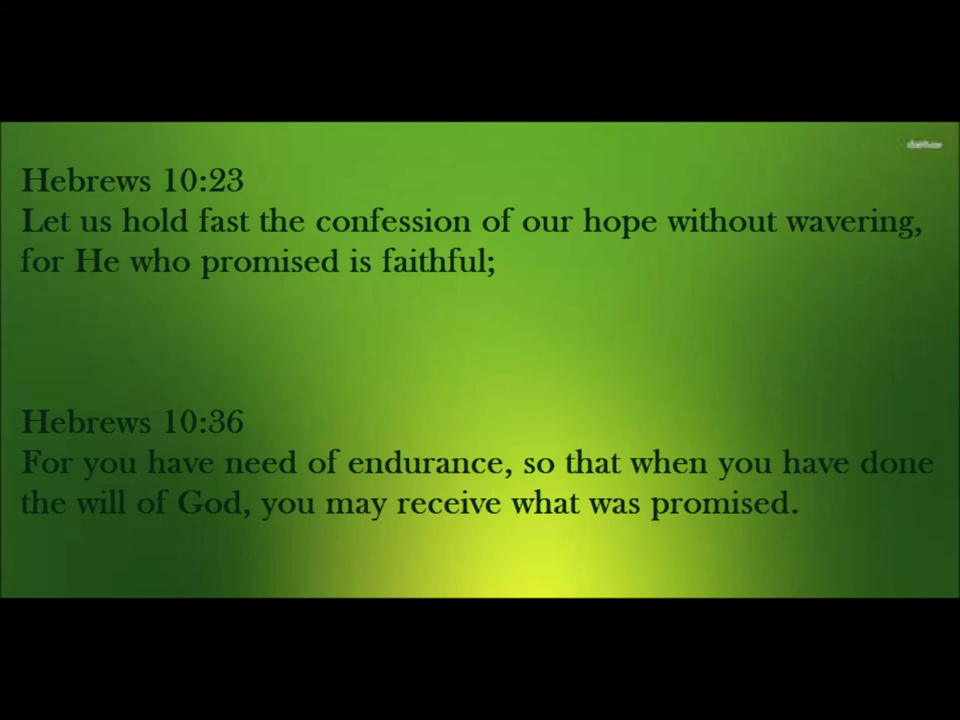 Hebrews 10:23
Let us hold fast the confession of our hope without wavering,
for He who promised is faithful;
Hebrews 10:36
For you have need of endurance, so that when you have done
the will of God, you may receive what was promised.